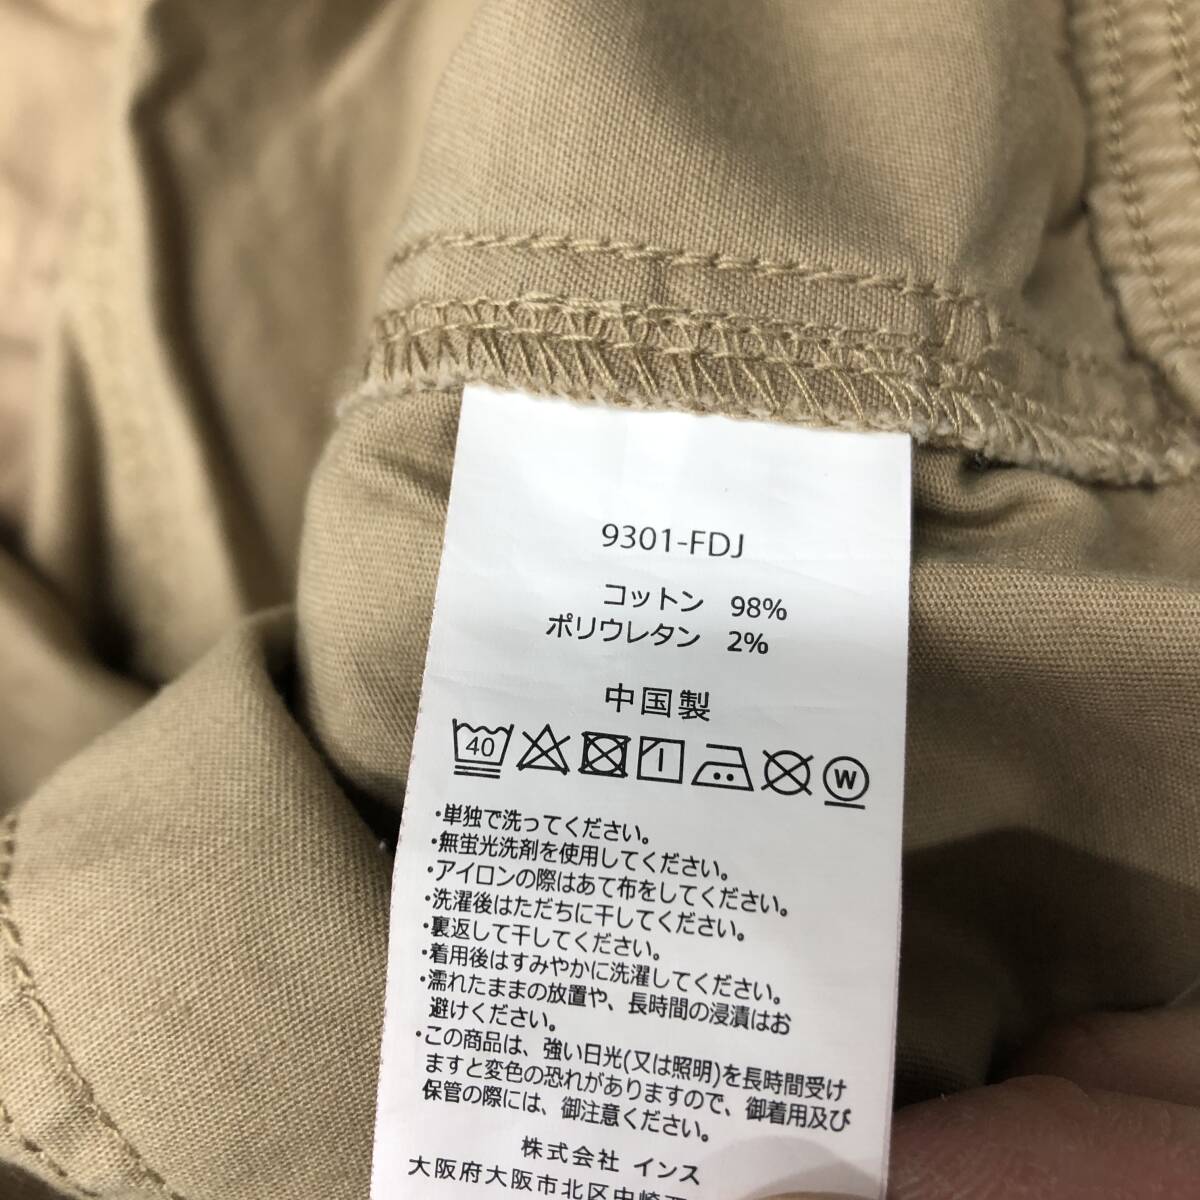 9301-FDJ
コットン 98%
ポリウレタン 2%
中国製
40 W
・単独で洗ってください。
・無蛍光洗剤を使用してください。
・アイロンの際はあて布をしてください。
・洗濯後はただちに干してください。
・裏返して干してください。
・着用後はすみやかに洗濯してください。
・濡れたままの放置や、長時間の浸漬はお
避けください。
・この商品は、強い日光(又は照明)を長時間受け
ますと変色の恐れがありますので、御着用及び
保管の際には、御注意ください。
株式会社 インス
大阪府大阪市北区中崎西